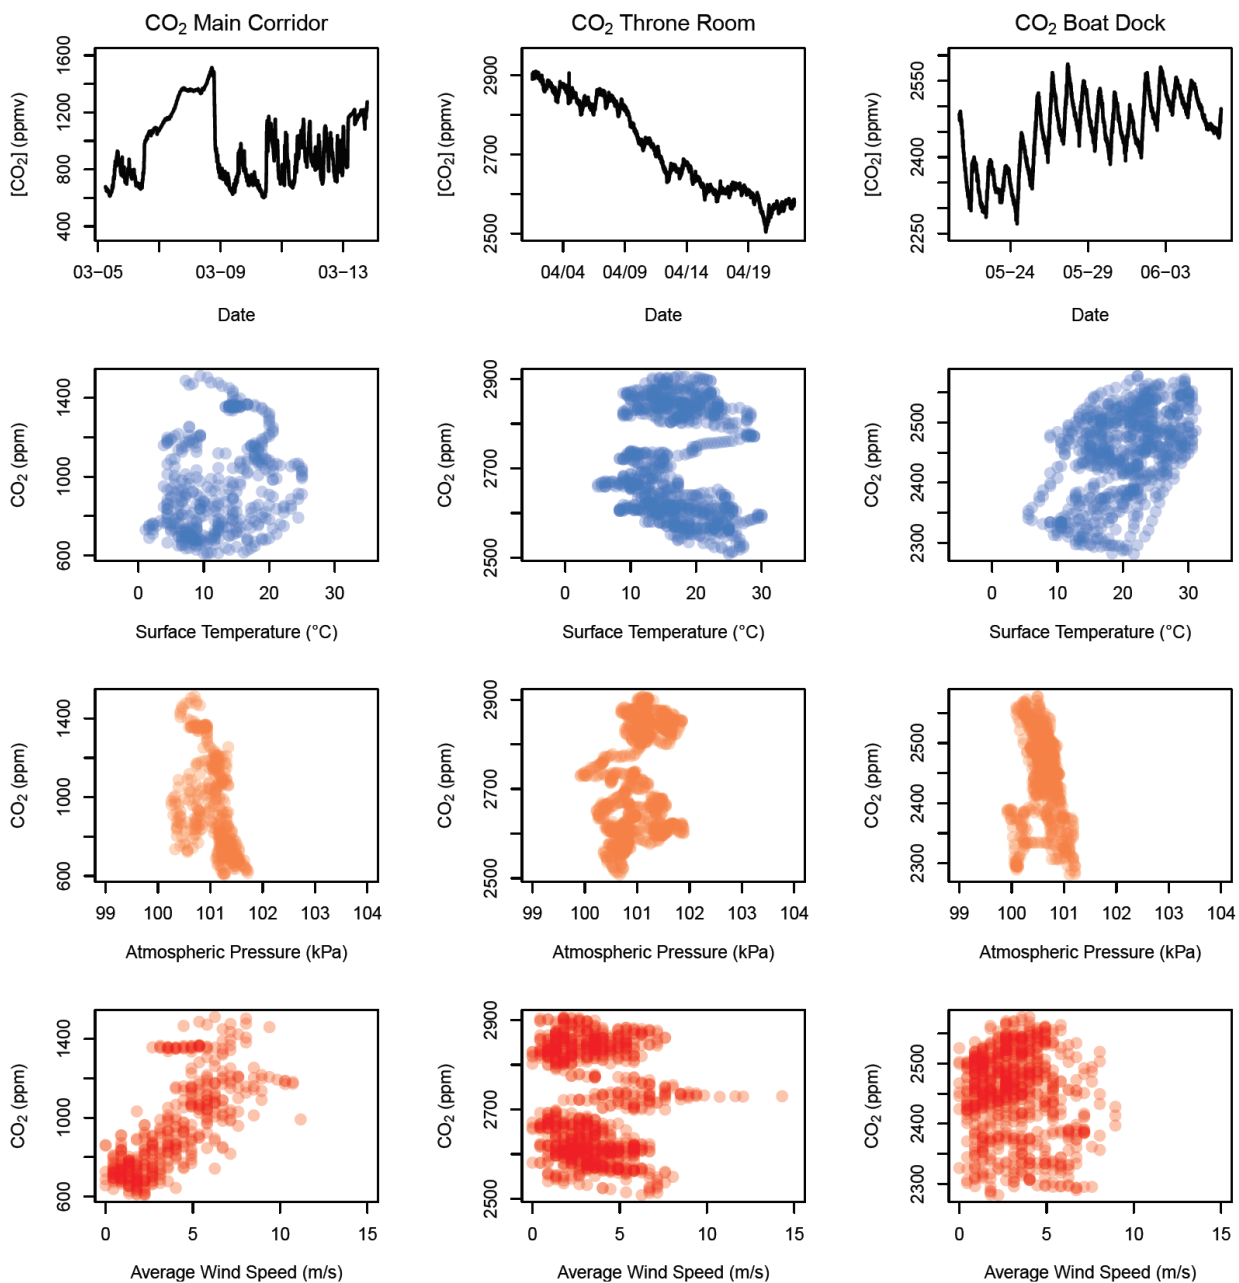 CO2 Main Corridor
[CO2] (ppmv)
400 800 1200 1600
03−05 03−09 03−13
Date
CO2 Throne Room
[CO2] (ppmv)
2500 2700 2900
04/04 04/09 04/14 04/19
Date
CO2 Boat Dock
[CO2] (ppmv)
2250 2400 2550
05−24 05−29 06−03
Date
CO2 (ppm)
600 1000 1400
0 10 20 30
Surface Temperature (°C)
CO2 (ppm)
2500 2700 2900
0 10 20 30
Surface Temperature (°C)
CO2 (ppm)
2300 2400 2500
0 10 20 30
Surface Temperature (°C)
CO2 (ppm)
600 1000 1400
99 100 101 102 103 104
Atmospheric Pressure (kPa)
CO2 (ppm)
2500 2700 2900
99 100 101 102 103 104
Atmospheric Pressure (kPa)
CO2 (ppm)
2300 2400 2500
99 100 101 102 103 104
Atmospheric Pressure (kPa)
CO2 (ppm)
600 1000 1400
0 5 10 15
Average Wind Speed (m/s)
CO2 (ppm)
2500 2700 2900
0 5 10 15
Average Wind Speed (m/s)
CO2 (ppm)
2300 2400 2500
0 5 10 15
Average Wind Speed (m/s)